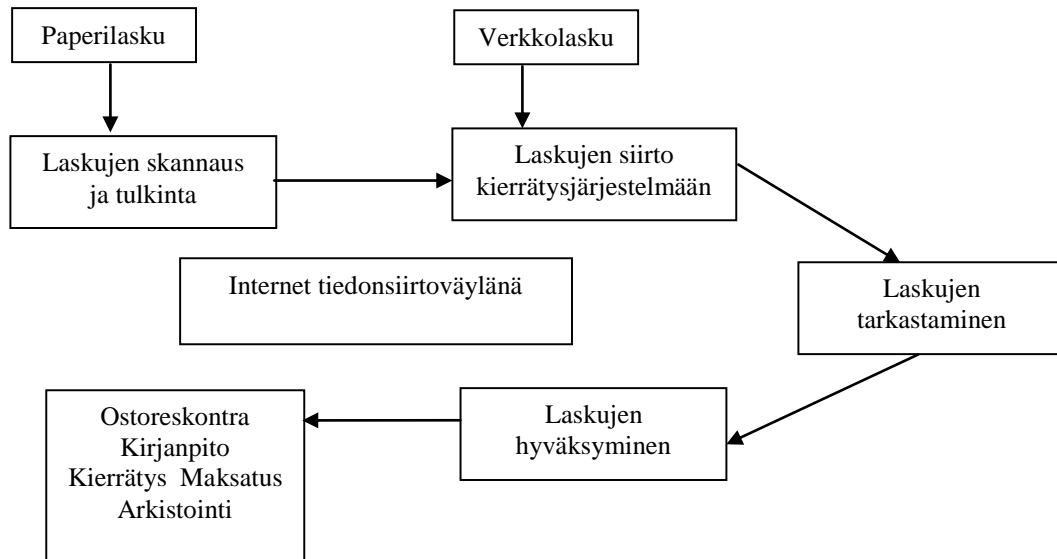 Paperilasku
Verkkolasku
Laskujen skannaus
ja tulkinta
Laskujen siirto
kierrätysjärjestelmään
Internet tiedonsiirtoväylänä
Laskujen
tarkastaminen
Ostoreskontra
Kirjanpito
Kierrätys Maksatus
Arkistointi
Laskujen
hyväksyminen